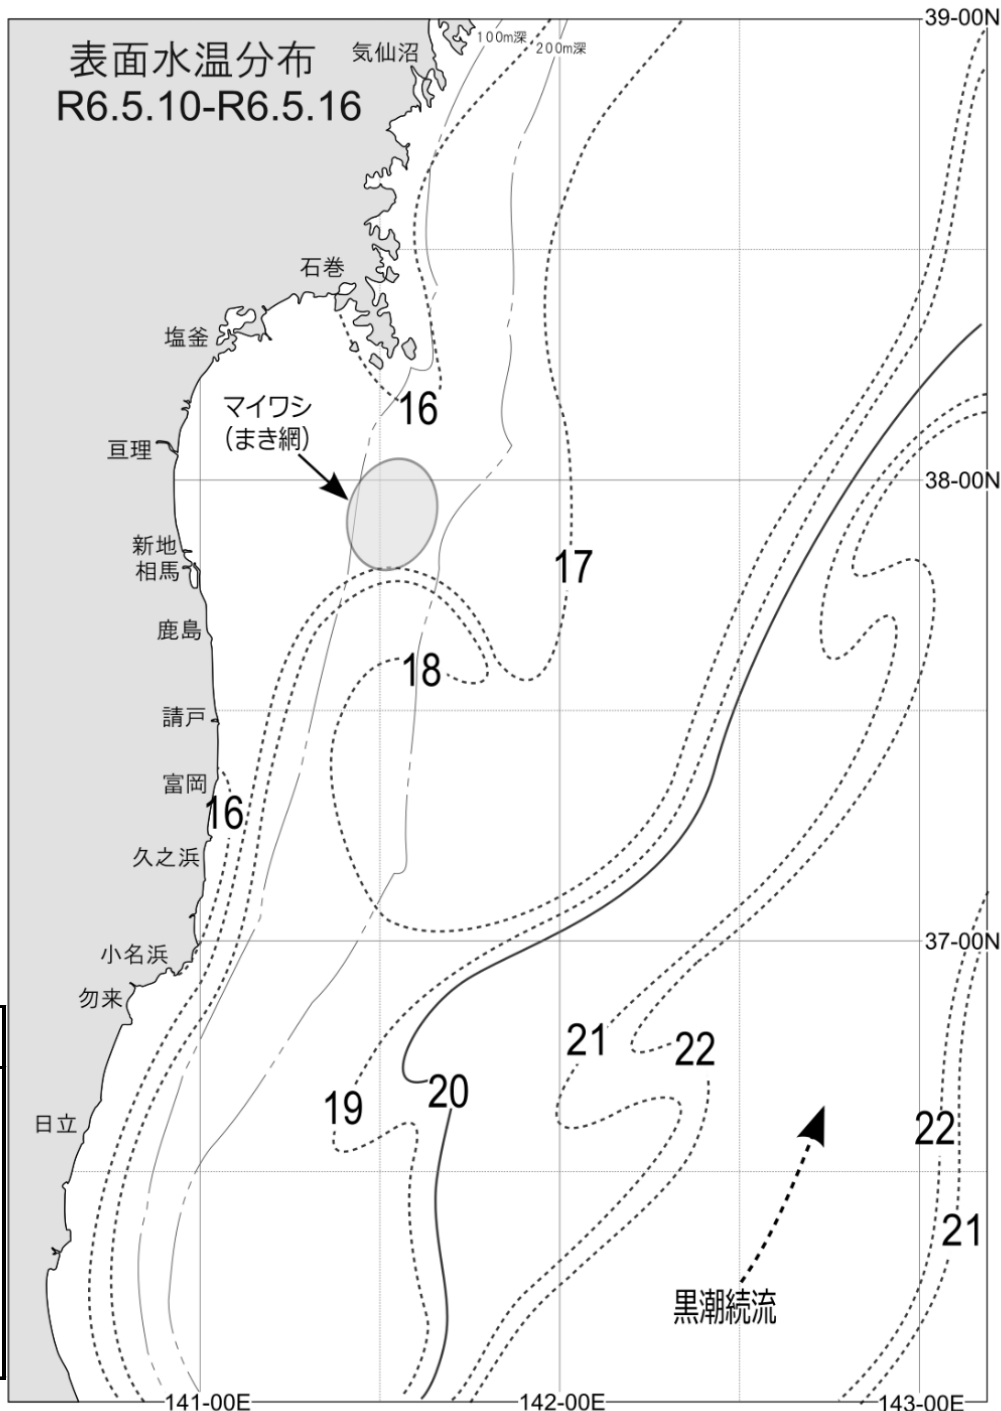 表面水温分布
R6.5.10-R6.5.16
39-00N
100m深
200m深
気仙沼
石巻
塩釜
マイワシ
(まき網)
16
亘理
38-00N
新地
相馬
17
鹿島
18
請戸
富岡
16
久之浜
37-00N
小名浜
勿来
21
22
20
19
日立
22
21
黒潮続流
141-00E
142-00E
143-00E